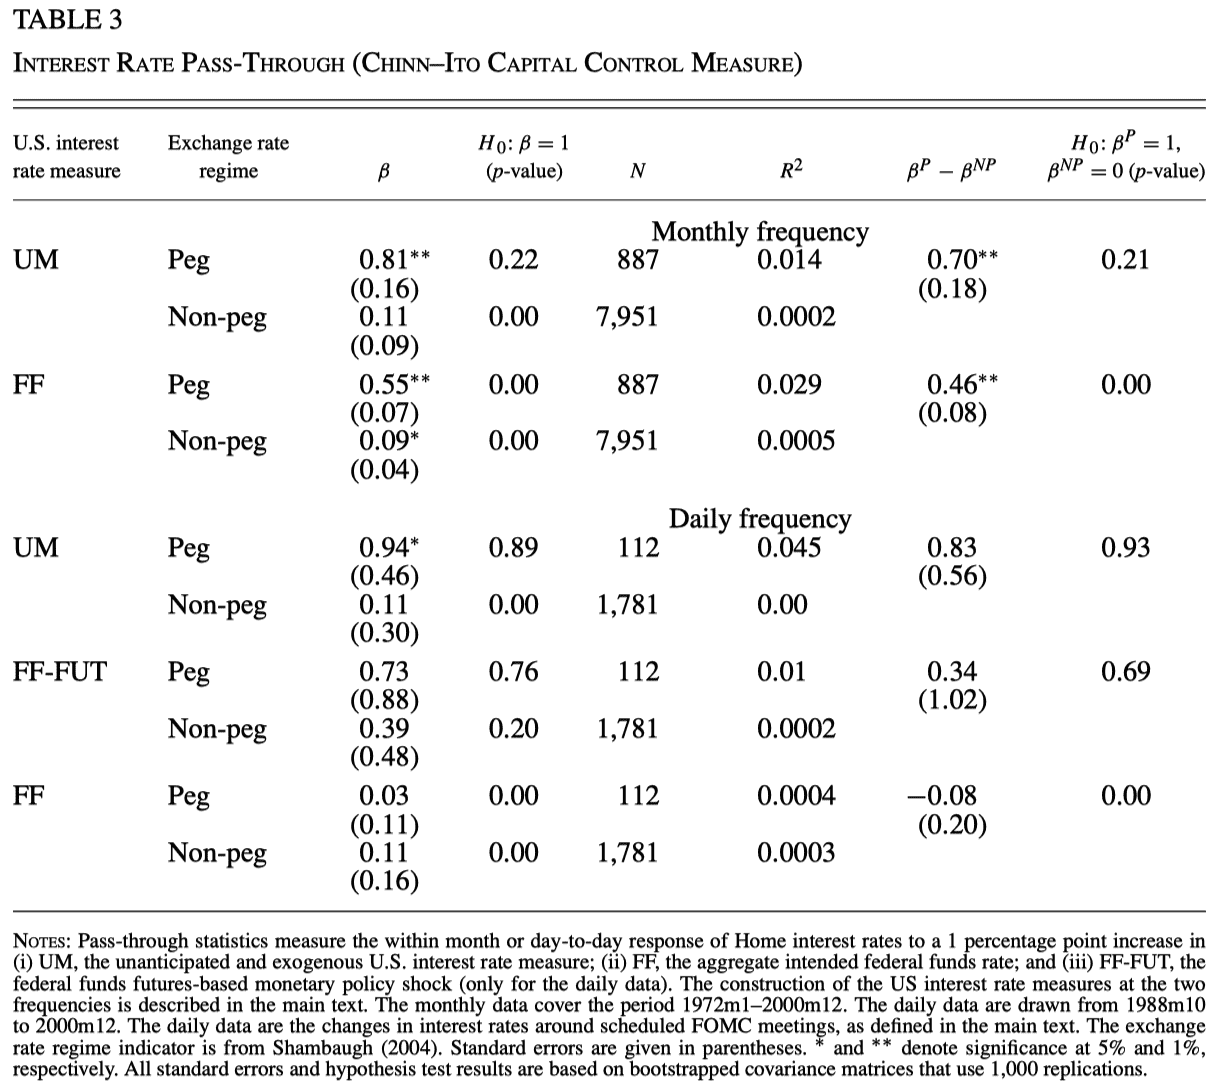 TABLE 3
INTEREST RATE PASS-THROUGH (CHINN–ITO CAPITAL CONTROL MEASURE)
U.S. interest rate measure Exchange rate regime β H0: β = 1 (p-value) N R² βP − βNP H0: βP = 1, βNP = 0 (p-value)
Monthly frequency
UM Peg 0.81** 0.22 887 0.014 0.70** 0.21
(0.16) (0.18)
Non-peg 0.11 0.00 7,951 0.0002
(0.09)
FF Peg 0.55** 0.00 887 0.029 0.46** 0.00
(0.07) (0.08)
Non-peg 0.09* 0.00 7,951 0.0005
(0.04)
Daily frequency
UM Peg 0.94* 0.89 112 0.045 0.83 0.93
(0.46) (0.56)
Non-peg 0.11 0.00 1,781 0.00
(0.30)
FF-FUT Peg 0.73 0.76 112 0.01 0.34 0.69
(0.88) (1.02)
Non-peg 0.39 0.20 1,781 0.0002
(0.48)
FF Peg 0.03 0.00 112 0.0004 −0.08 0.00
(0.11) (0.20)
Non-peg 0.11 0.00 1,781 0.0003
(0.16)
NOTES: Pass-through statistics measure the within month or day-to-day response of Home interest rates to a 1 percentage point increase in
(i) UM, the unanticipated and exogenous U.S. interest rate measure; (ii) FF, the aggregate intended federal funds rate; and (iii) FF-FUT, the
federal funds futures-based monetary policy shock (only for the daily data). The construction of the US interest rate measures at the two
frequencies is described in the main text. The monthly data cover the period 1972m1–2000m12. The daily data are drawn from 1988m10
to 2000m12. The daily data are the changes in interest rates around scheduled FOMC meetings, as defined in the main text. The exchange
rate regime indicator is from Shambaugh (2004). Standard errors are given in parentheses. * and ** denote significance at 5% and 1%,
respectively. All standard errors and hypothesis test results are based on bootstrapped covariance matrices that use 1,000 replications.